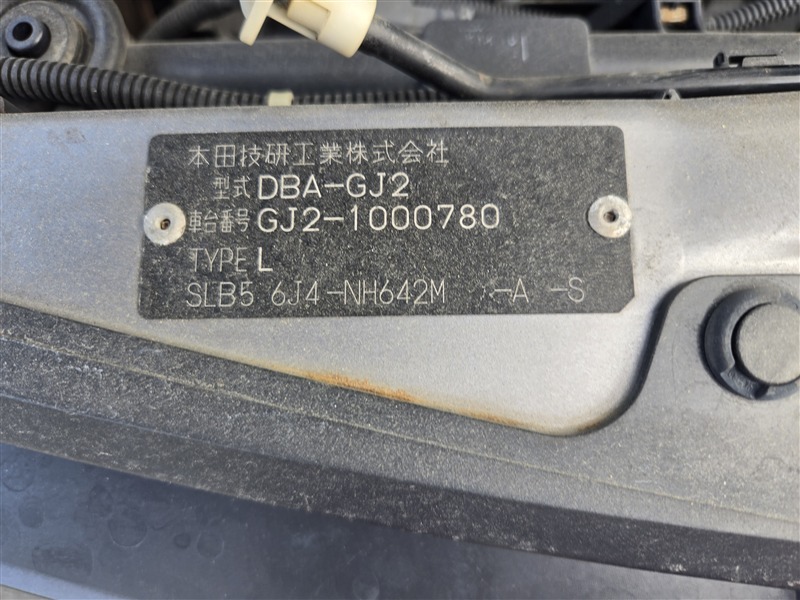 本田技研工業株式会社
型式 DBA-GJ2
車台番号 GJ2-1000780
TYPE L
SLB5 6J4-NH642M -A -S